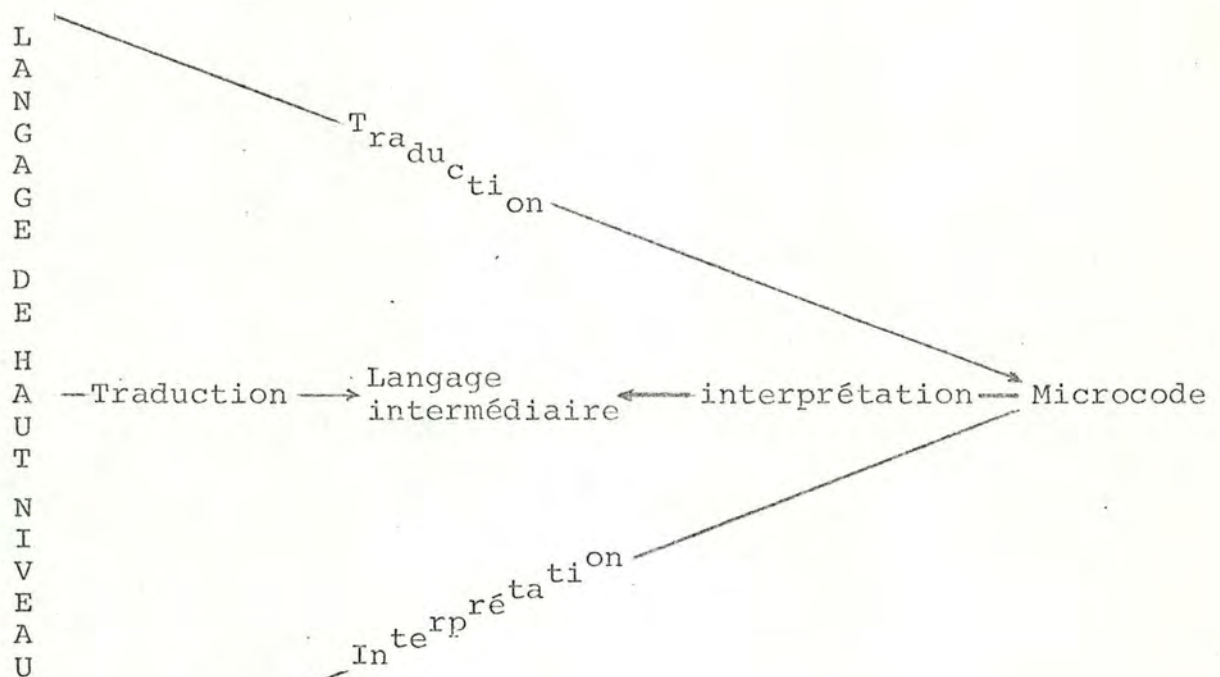 LANGAGE DE HAUT NIVEAU
Traduction
Traduction
Langage
intermédiaire
interprétation
Microcode
Interprétation